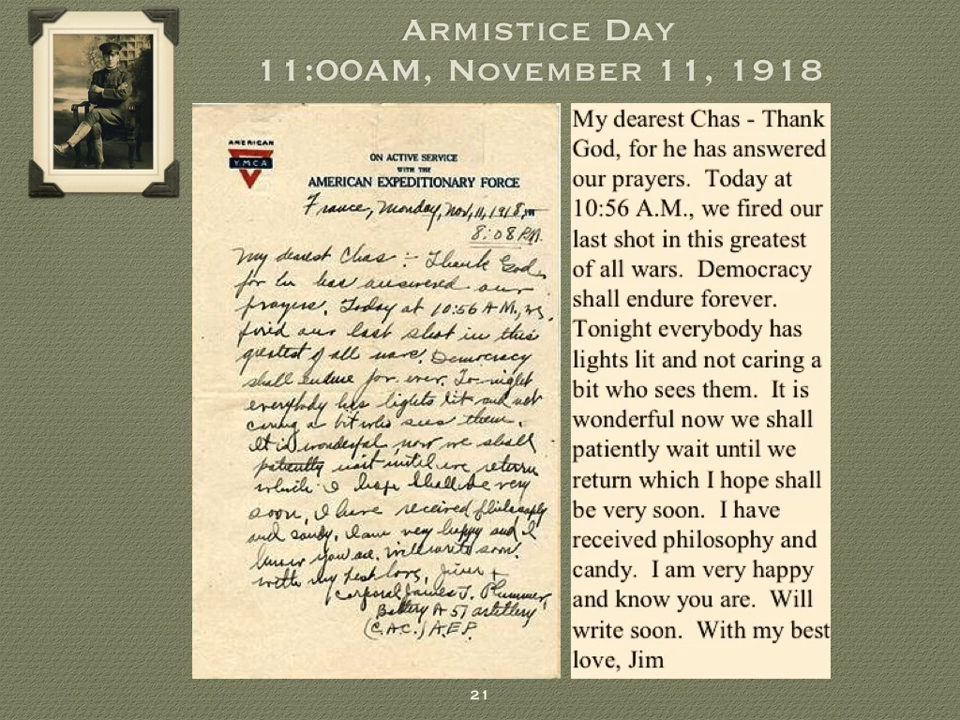 ARMISTICE DAY
11:00AM, NOVEMBER 11, 1918
AMERICAN
Y.M.C.A
ON ACTIVE SERVICE
WITH THE
AMERICAN EXPEDITIONARY FORCE
France, Monday, Nov, 11, 1918,
8:08 P.M.
My dearest Chas :- Thank God,
for he has answered our
prayers. Today at 10:56 A.M., we
fired our last shot in this
greatest of all wars. Democracy
shall endure for ever. To-night
everybody has lights lit and not
caring a bit who sees them.
It is wonderful now we shall
patiently wait until we return
which I hope shall be very
soon, I have received philosophy
and candy. I am very happy and I
know you are. Will write soon.
with my best love, Jim +
Corporal James T. Plummer,
Battery A 57 artillery
(C.A.C.) A.E.F.
My dearest Chas - Thank
God, for he has answered
our prayers. Today at
10:56 A.M., we fired our
last shot in this greatest
of all wars. Democracy
shall endure forever.
Tonight everybody has
lights lit and not caring a
bit who sees them. It is
wonderful now we shall
patiently wait until we
return which I hope shall
be very soon. I have
received philosophy and
candy. I am very happy
and know you are. Will
write soon. With my best
love, Jim
21